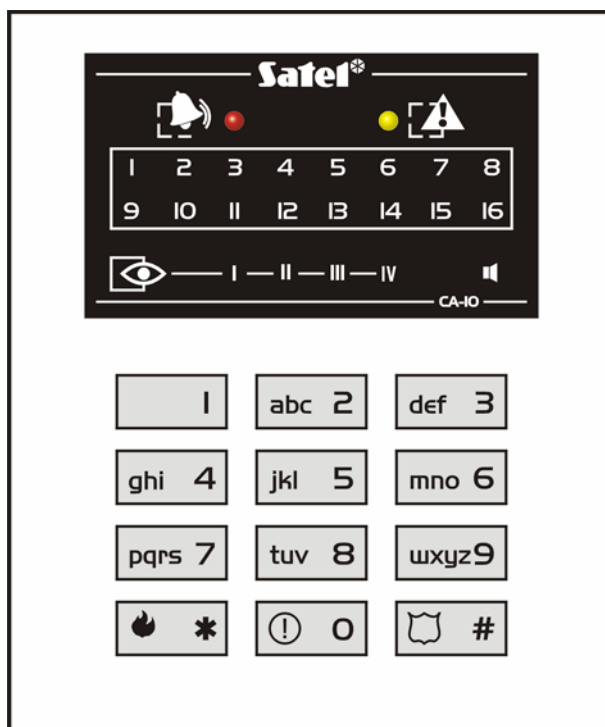 Satel
1 2 3 4 5 6 7 8
9 10 11 12 13 14 15 16
I II III IV
CA-10
1 abc 2 def 3
ghi 4 jkl 5 mno 6
pqrs 7 tuv 8 wxyz 9
* ! 0 #